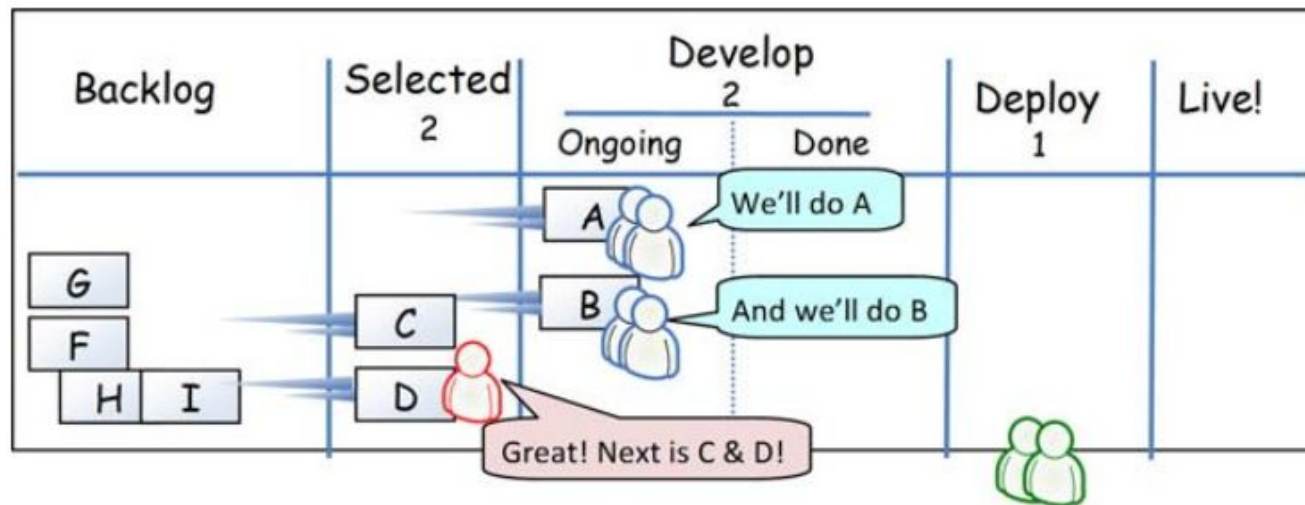 Backlog
Selected
2
Develop
2
Ongoing
Done
Deploy
1
Live!
A
We'll do A
G
F
H
I
C
B
And we'll do B
D
Great! Next is C & D!